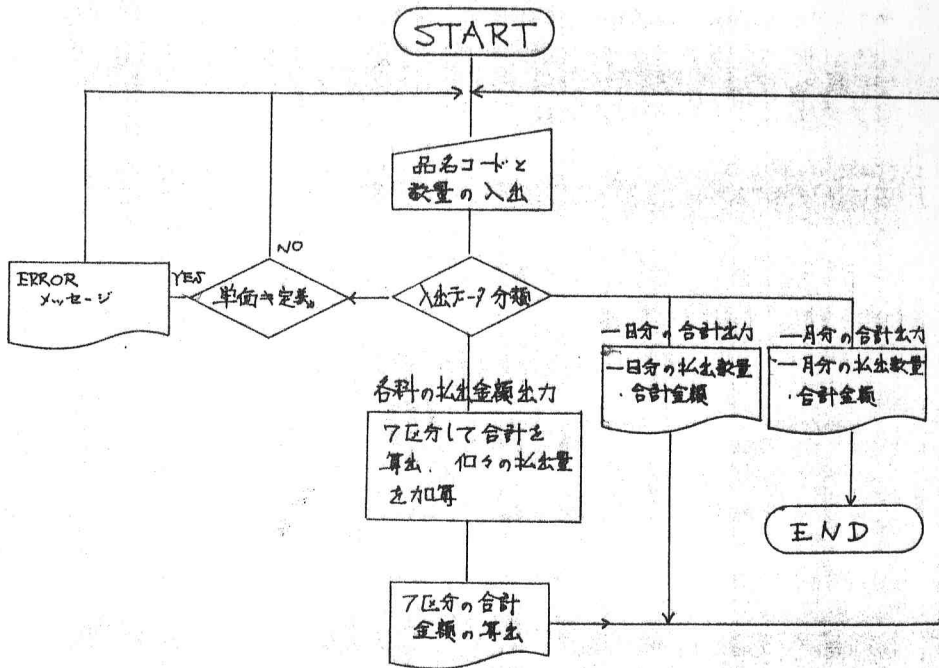 START
品名コードと
数量の入出
NO
ERROR
メッセージ
YES
単価キ定義
入出データ分類
一日分の合計出力
一日分の払出数量
・合計金額
一月分の合計出力
一月分の払出数量
・合計金額
各科の払出金額出力
7区分して合計を
算出、個々の払出量
を加算
END
7区分の合計
金額の算出